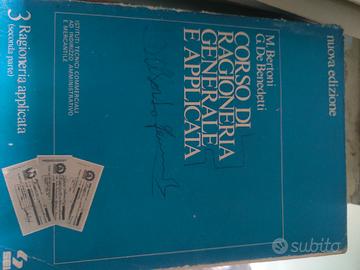 nuova edizione
M. Bertoni
G. De Benedetti
CORSO DI
RAGIONERIA
GENERALE
E APPLICATA
ISTITUTI TECNICI COMMERCIALI
AD INDIRIZZO AMMINISTRATIVO
E MERCANTILE
3 Ragioneria applicata
(seconda parte)
subito